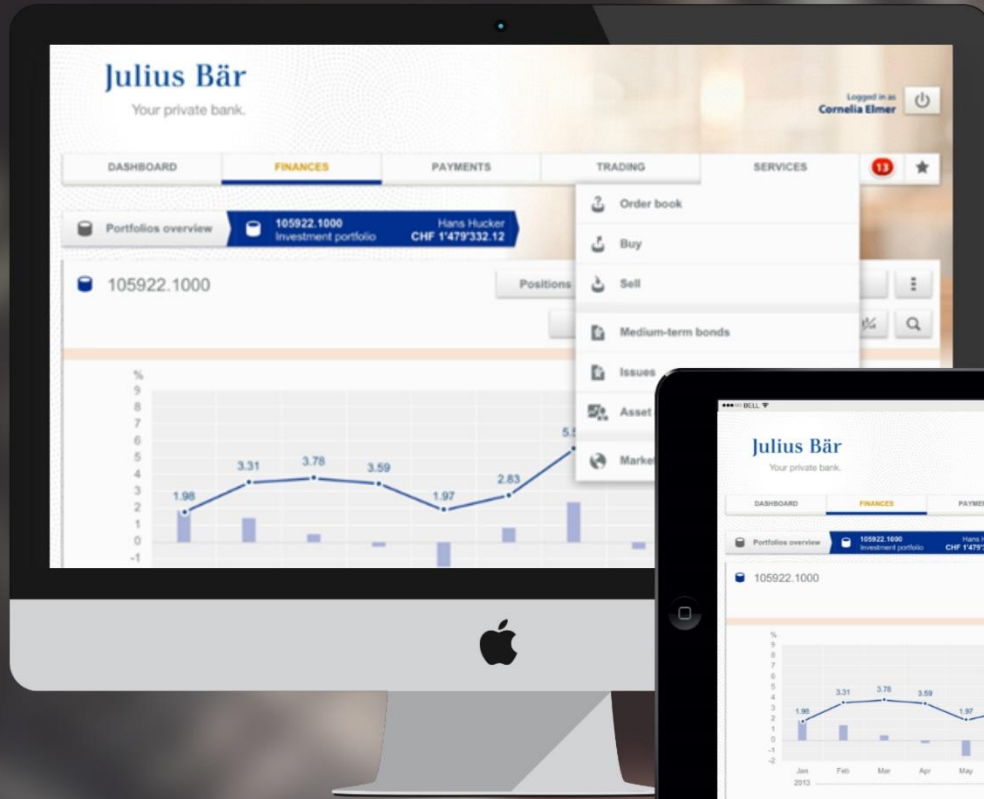 Julius Bär
Your private bank.
Logged in as
Cornelia Elmer
DASHBOARD FINANCES PAYMENTS TRADING SERVICES 13
Portfolios overview
105922.1000 Hans Hucker
Investment portfolio CHF 1'479'332.12
105922.1000
Positions
Order book
Buy
Sell
Medium-term bonds
Issues
Asset
Market
%
9
8
7
6
5
4
3
2
1
0
-1
1.98 3.31 3.78 3.59 1.97 2.83
BELL
Julius Bär
Your private bank.
DASHBOARD FINANCES
Portfolios overview
105922.1000 Hans
Investment portfolio CHF
105922.1000
%
9
8
7
6
5
4
3
2
1
0
-1
-2
1.98 3.31 3.78 3.59 1.97
Jan Feb Mar Apr May
2013